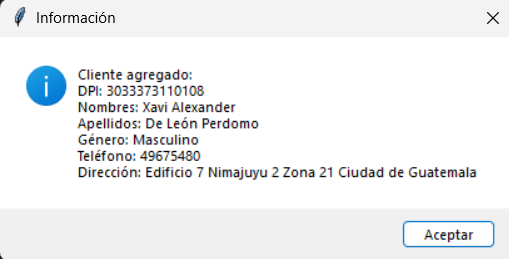 Información
Cliente agregado:
DPI: 3033373110108
Nombres: Xavi Alexander
Apellidos: De León Perdomo
Género: Masculino
Teléfono: 49675480
Dirección: Edificio 7 Nimajuyu 2 Zona 21 Ciudad de Guatemala
Aceptar